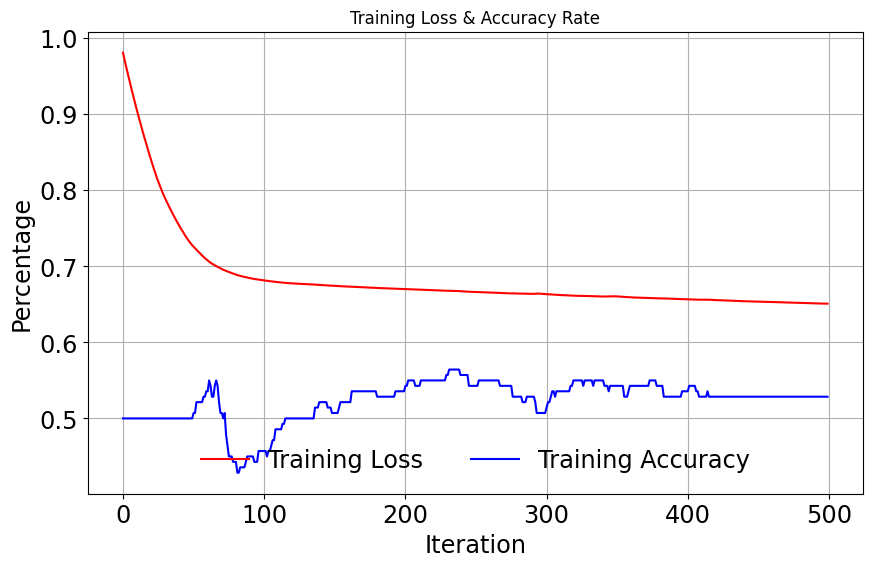 Training Loss & Accuracy Rate
Percentage
1.0
0.9
0.8
0.7
0.6
0.5
Training Loss
Training Accuracy
0 100 200 300 400 500
Iteration